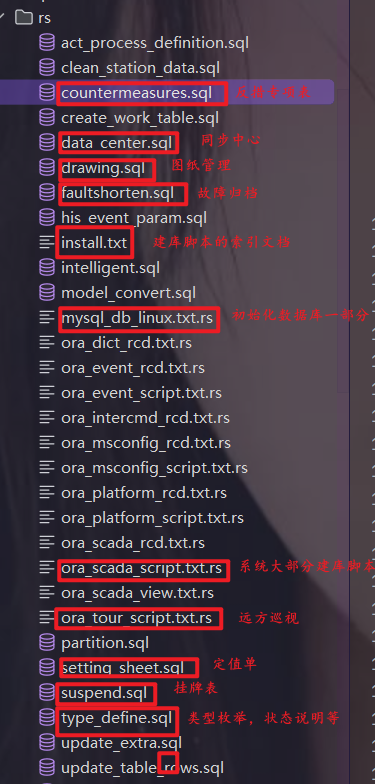 rs
act_process_definition.sql
clean_station_data.sql
countermeasures.sql
create_work_table.sql
data_center.sql 同步中心
drawing.sql 图纸管理
faultshorten.sql 故障归档
his_event_param.sql
install.txt 建库脚本的索引文档
intelligent.sql
model_convert.sql
mysql_db_linux.txt.rs 初始化数据库一部分
ora_dict_rcd.txt.rs
ora_event_rcd.txt.rs
ora_event_script.txt.rs
ora_intercmd_rcd.txt.rs
ora_msconfig_rcd.txt.rs
ora_msconfig_script.txt.rs
ora_platform_rcd.txt.rs
ora_platform_script.txt.rs
ora_scada_rcd.txt.rs
ora_scada_script.txt.rs 系统大部分建库脚本
ora_scada_view.txt.rs
ora_tour_script.txt.rs 远方巡视
partition.sql
setting_sheet.sql 定值单
suspend.sql 挂牌表
type_define.sql 类型枚举，状态说明等
update_extra.sql
update_table_rows.sql